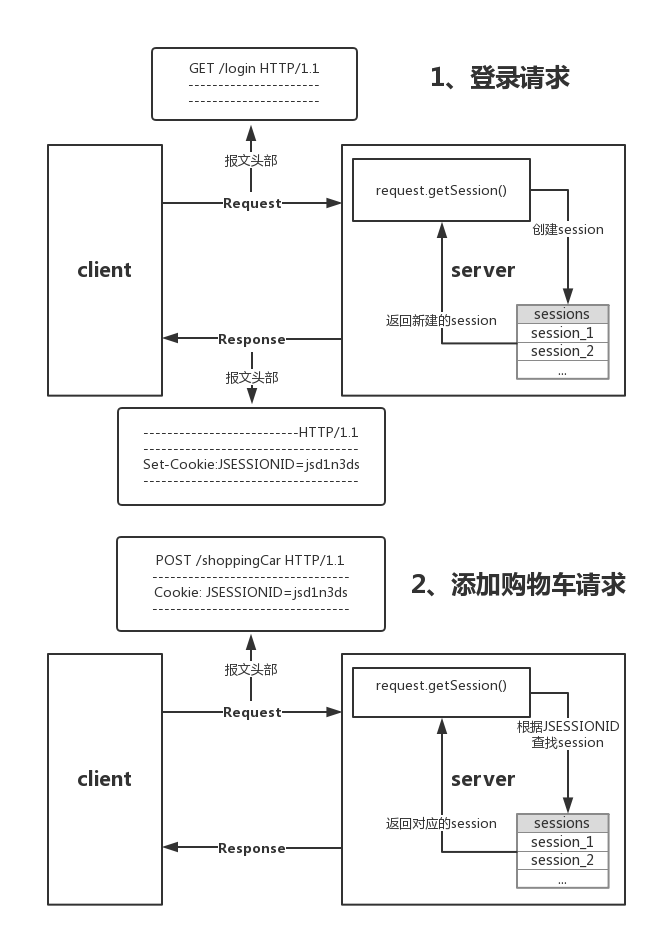 GET /login HTTP/1.1
----------------------
----------------------
1、登录请求
报文头部
Request
client
request.getSession()
创建session
server
返回新建的session
sessions
session_1
session_2
...
Response
报文头部
--------------------------HTTP/1.1
------------------------------------
Set-Cookie:JSESSIONID=jsd1n3ds
------------------------------------
POST /shoppingCar HTTP/1.1
---------------------------------
Cookie: JSESSIONID=jsd1n3ds
---------------------------------
2、添加购物车请求
报文头部
Request
client
request.getSession()
根据JSESSIONID
查找session
server
返回对应的session
sessions
session_1
session_2
...
Response